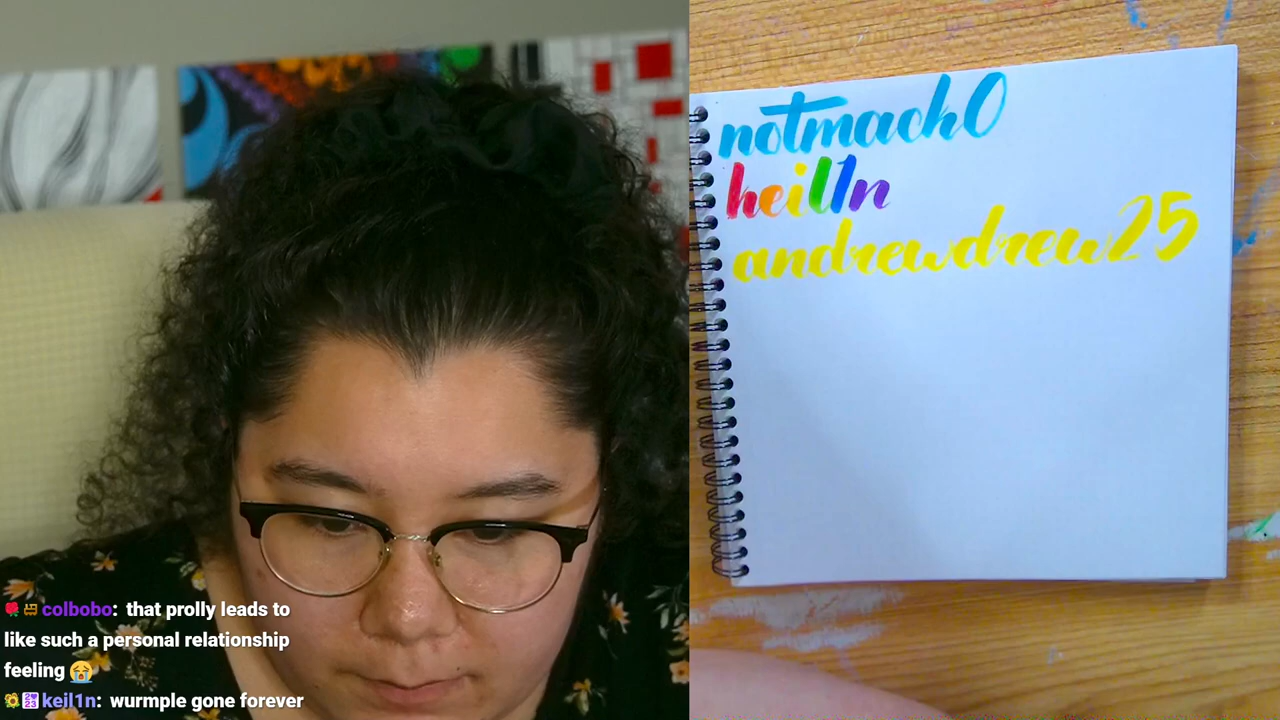 notmach0
keil1n
andrewdrew25
colbobo: that prolly leads to
like such a personal relationship
feeling 😭
keil1n: wurmple gone forever